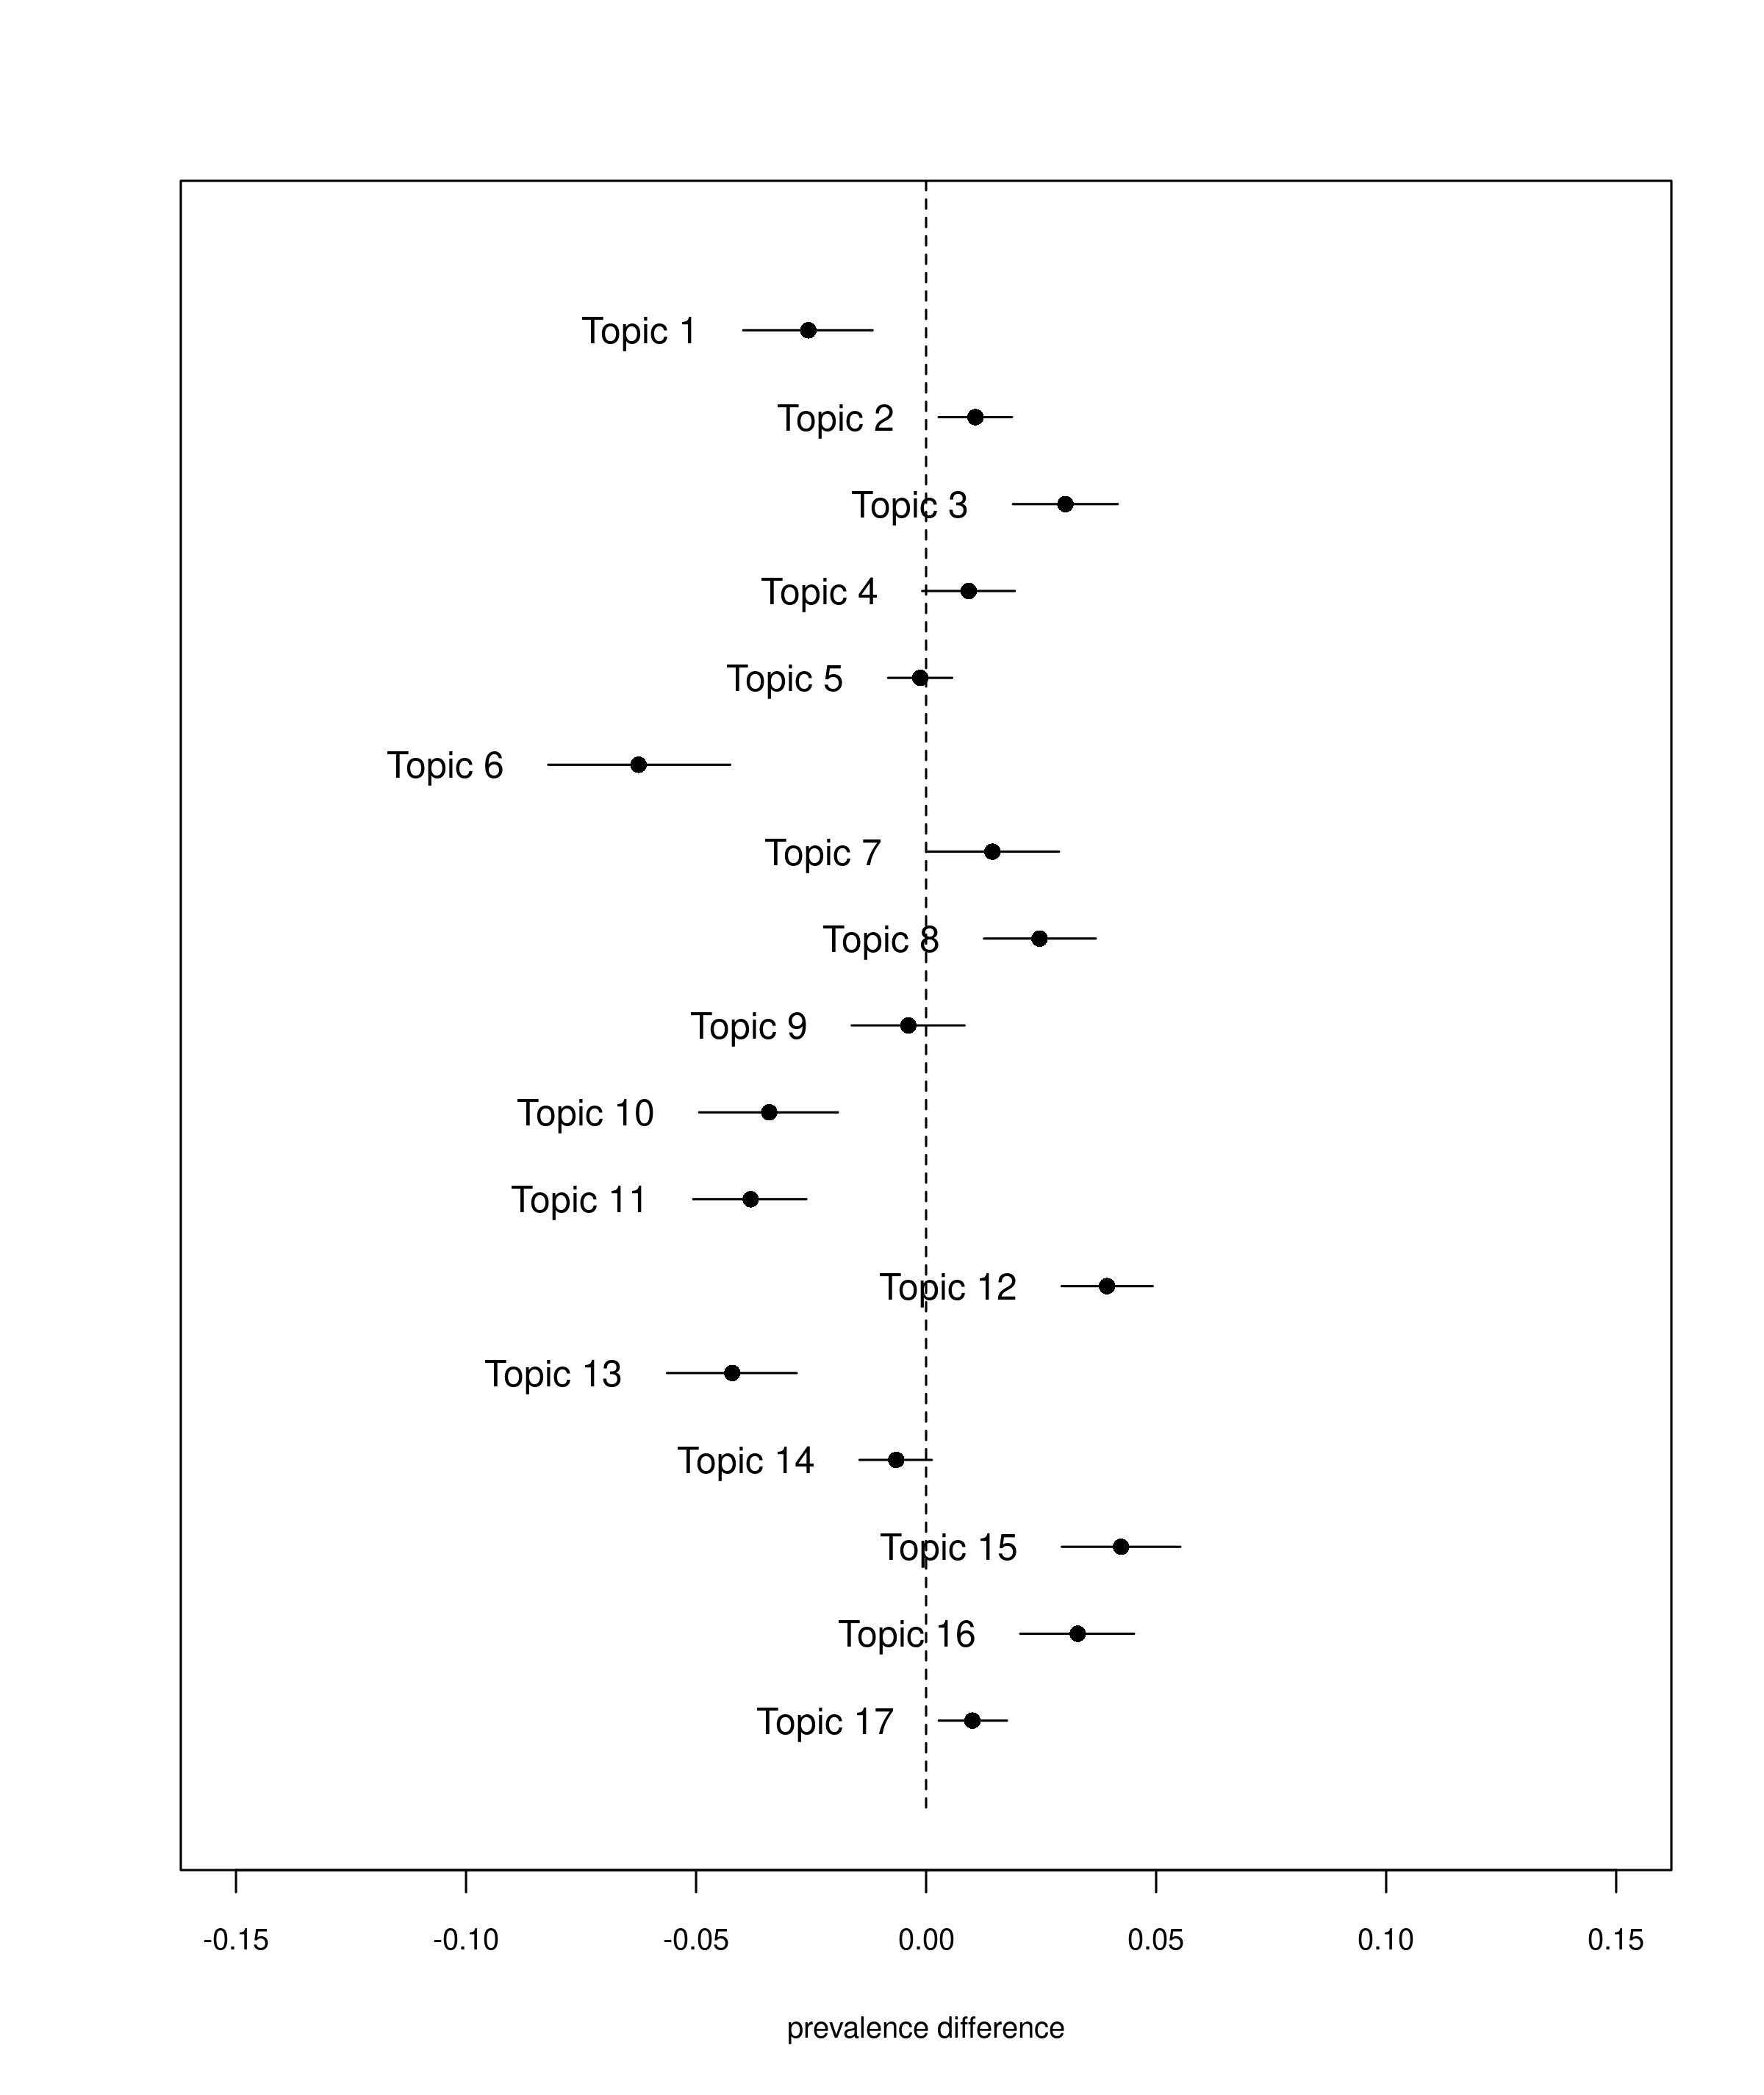 Topic 1
Topic 2
Topic 3
Topic 4
Topic 5
Topic 6
Topic 7
Topic 8
Topic 9
Topic 10
Topic 11
Topic 12
Topic 13
Topic 14
Topic 15
Topic 16
Topic 17
-0.15 -0.10 -0.05 0.00 0.05 0.10 0.15
prevalence difference